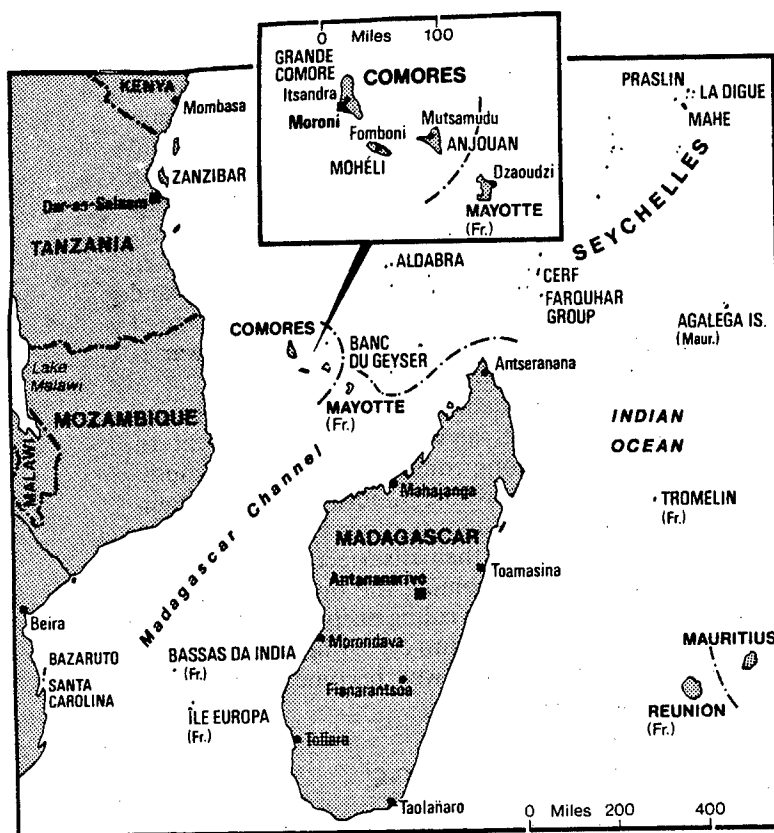 0 Miles 100
GRANDE
COMORE
COMORES
Itsandra
Moroni
Fomboni
MOHÉLI
Mutsamudu
ANJOUAN
Dzaoudzi
MAYOTTE
(Fr.)
PRASLIN
LA DIGUE
MAHE
SEYCHELLES
KENYA
Mombasa
ZANZIBAR
Dar-es-Salaam
TANZANIA
ALDABRA
CERF
FARQUHAR
GROUP
AGALEGA IS.
(Maur.)
COMORES
BANC
DU GEYSER
Antseranana
MAYOTTE
(Fr.)
Lake
Malawi
MOZAMBIQUE
MALAWI
INDIAN
OCEAN
Madagascar Channel
Mahajanga
TROMELIN
(Fr.)
MADAGASCAR
Antananarivo
Toamasina
Beira
Morondava
MAURITIUS
BAZARUTO
SANTA
CAROLINA
BASSAS DA INDIA
(Fr.)
Fianarantsoa
ÎLE EUROPA
(Fr.)
REUNION
(Fr.)
Toliara
Taolañaro
0 Miles 200 400